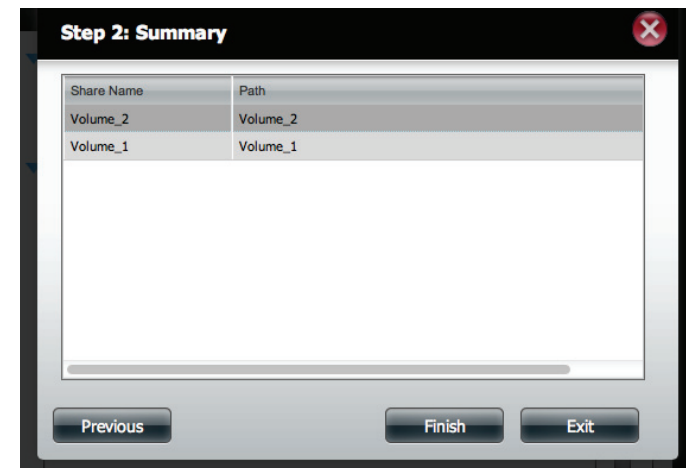 Step 2: Summary
Share Name Path
Volume_2 Volume_2
Volume_1 Volume_1
Previous Finish Exit